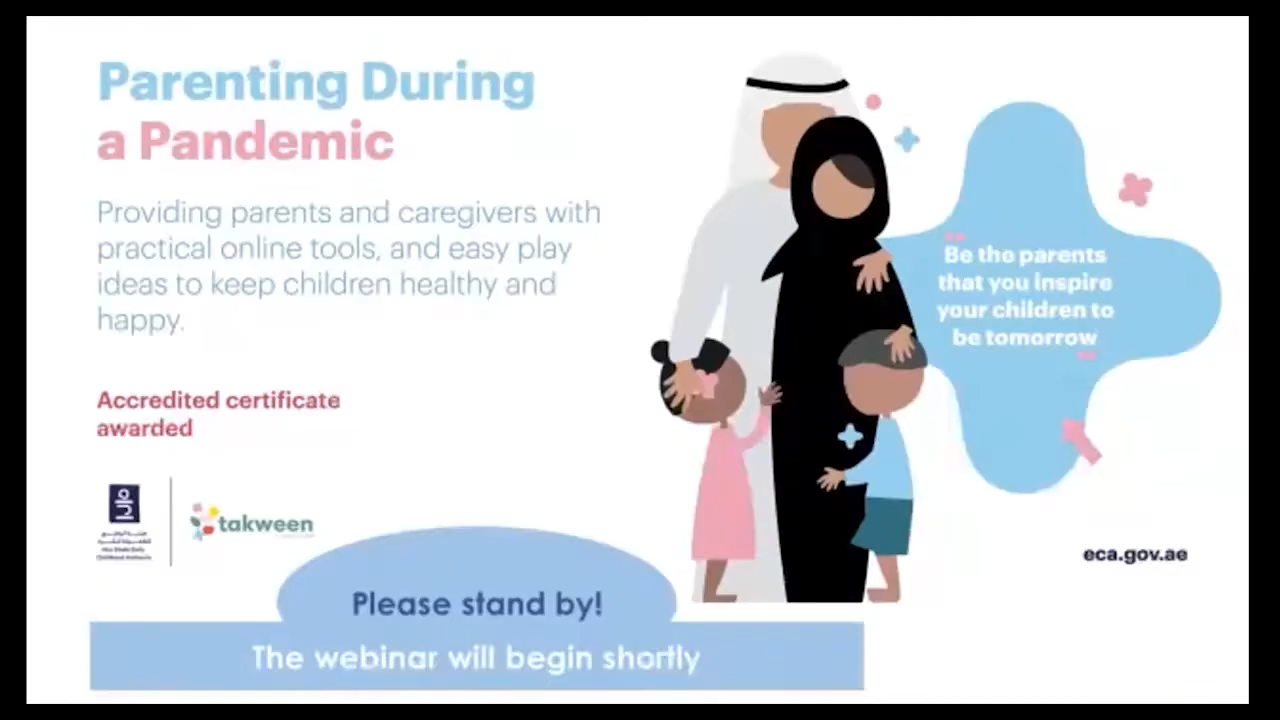 Parenting During
a Pandemic
Providing parents and caregivers with
practical online tools, and easy play
ideas to keep children healthy and
happy.
Accredited certificate
awarded
takween
"Be the parents
that you inspire
your children to
be tomorrow"
eca.gov.ae
Please stand by!
The webinar will begin shortly